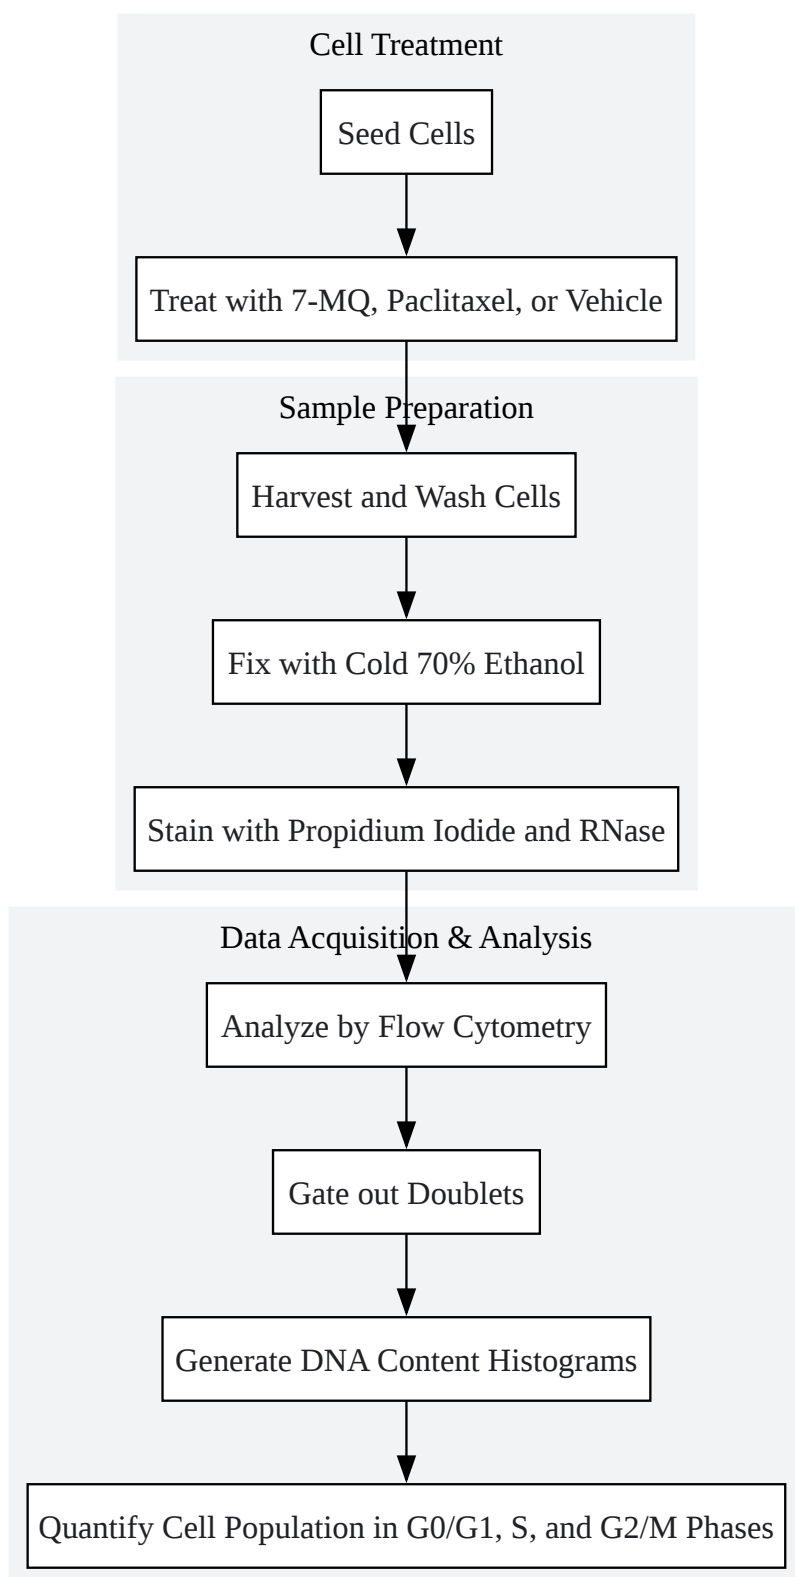 Cell Treatment
Seed Cells
Treat with 7-MQ, Paclitaxel, or Vehicle
Sample Preparation
Harvest and Wash Cells
Fix with Cold 70% Ethanol
Stain with Propidium Iodide and RNase
Data Acquisition & Analysis
Analyze by Flow Cytometry
Gate out Doublets
Generate DNA Content Histograms
Quantify Cell Population in G0/G1, S, and G2/M Phases